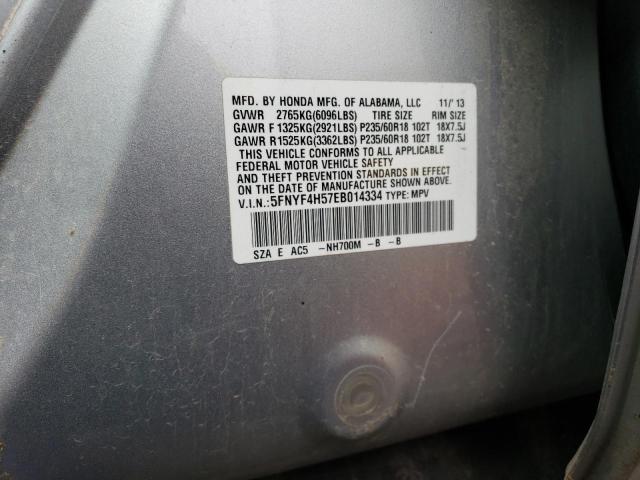 MFD. BY HONDA MFG. OF ALABAMA, LLC 11/'13
GVWR 2765KG(6096LBS) TIRE SIZE RIM SIZE
GAWR F 1325KG(2921LBS) P235/60R18 102T 18X7.5J
GAWR R1525KG(3362LBS) P235/60R18 102T 18X7.5J
THIS VEHICLE CONFORMS TO ALL APPLICABLE
FEDERAL MOTOR VEHICLE SAFETY
AND THEFT PREVENTION STANDARDS IN EFFECT
ON THE DATE OF MANUFACTURE SHOWN ABOVE.
V.I.N.: 5FNYF4H57EB014334 TYPE: MPV
SZA E AC5 -NH700M -B -B